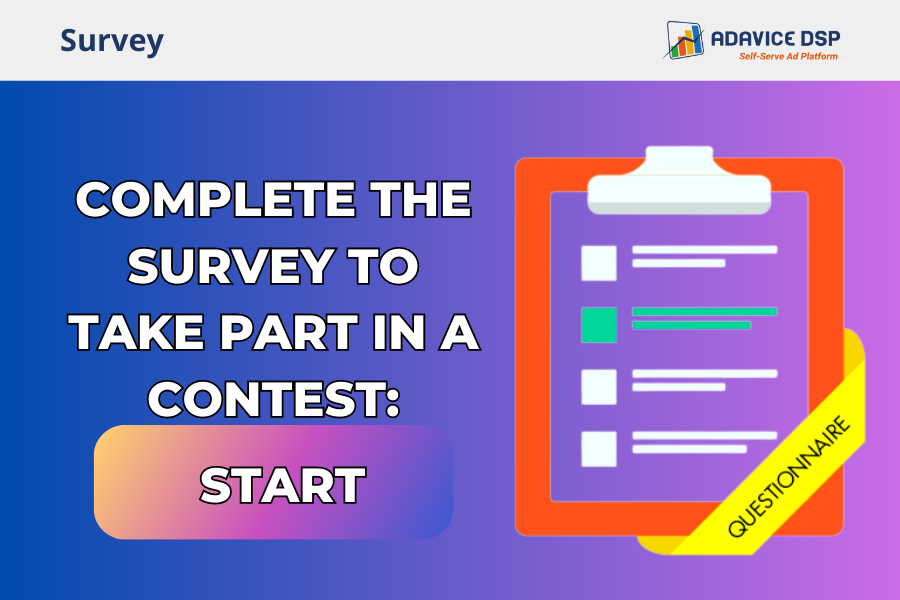 Survey
ADAVICE DSP
Self-Serve Ad Platform
COMPLETE THE
SURVEY TO
TAKE PART IN A
CONTEST:
START
QUESTIONNAIRE